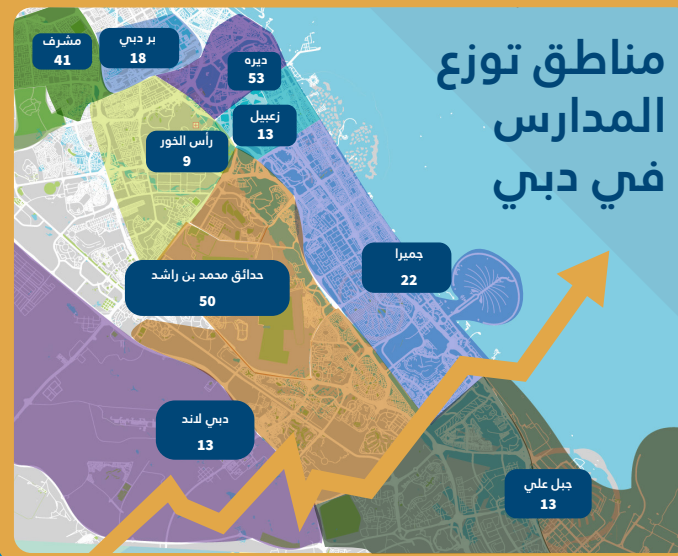 مناطق توزع
المدارس
في دبي
مشرف
41
بر دبي
18
ديره
53
زعبيل
13
رأس الخور
9
جميرا
22
حدائق محمد بن راشد
50
دبي لاند
13
جبل علي
13